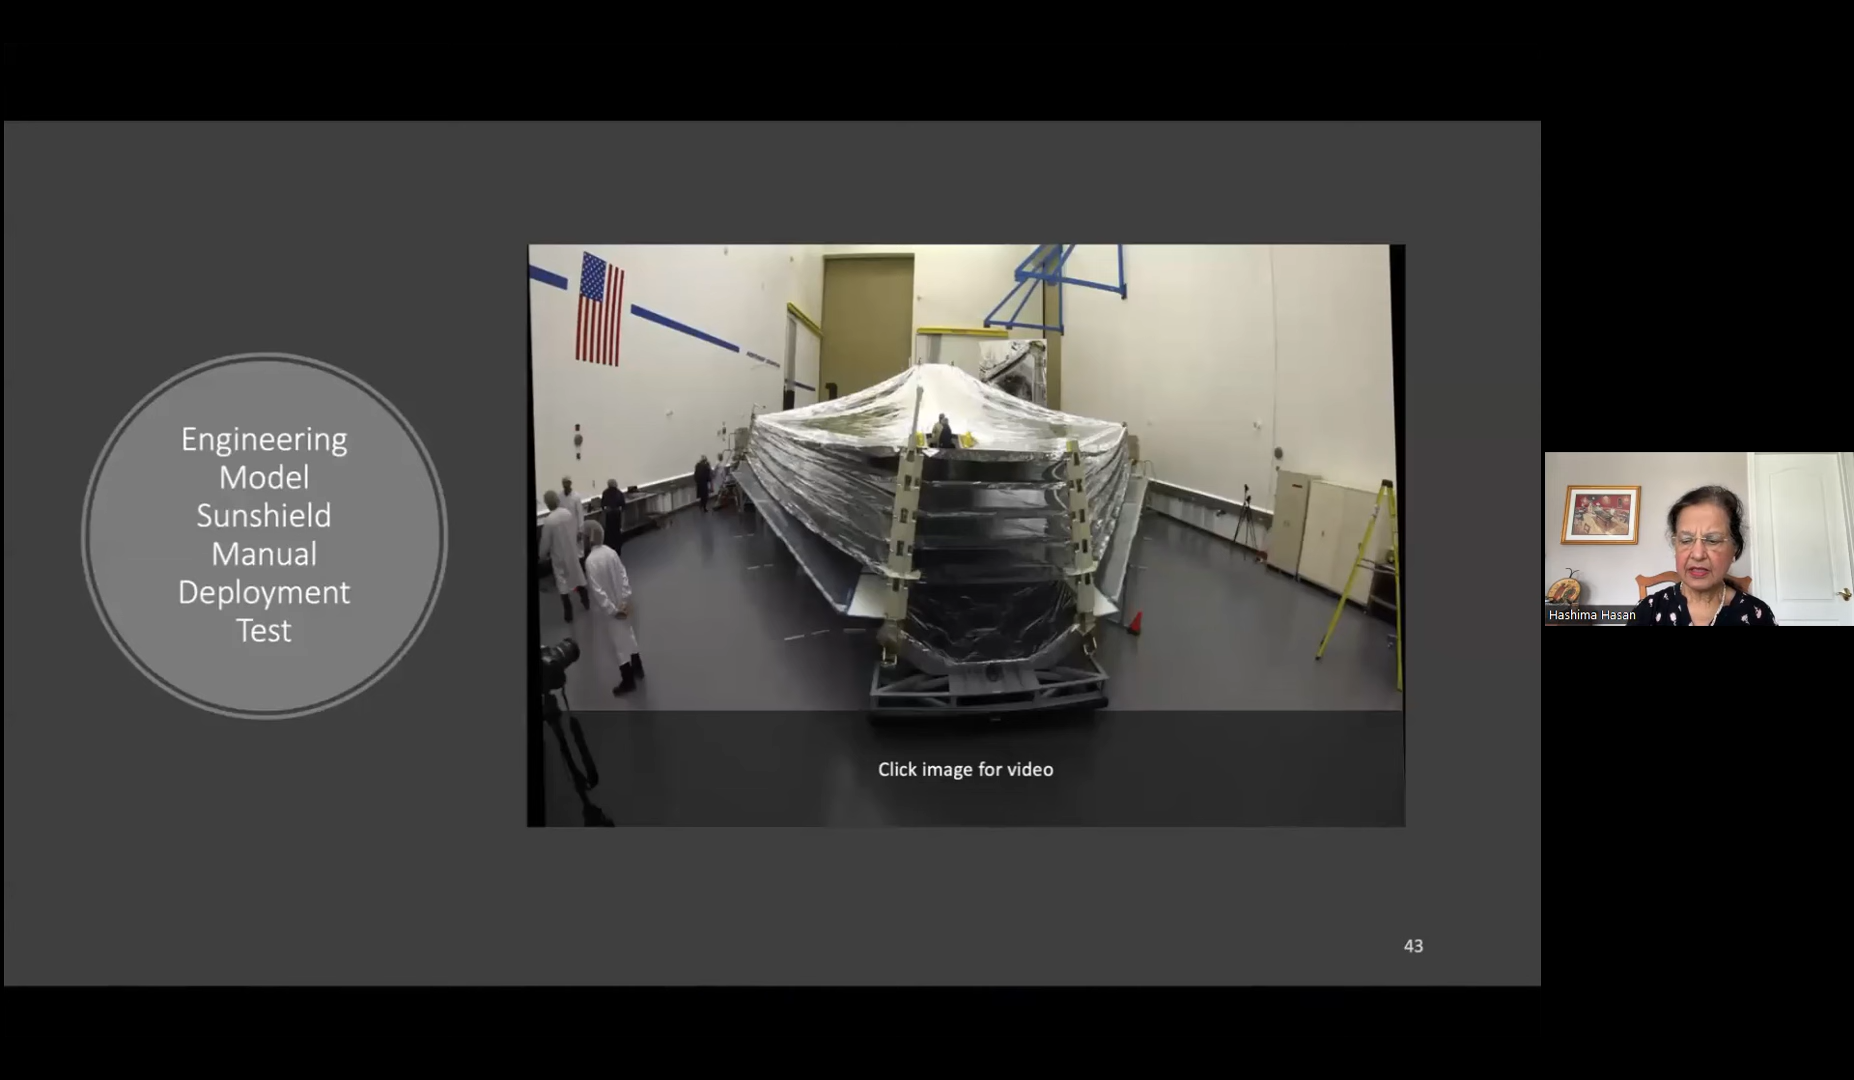 Engineering
Model
Sunshield
Manual
Deployment
Test
Click image for video
43
Hashima Hasan